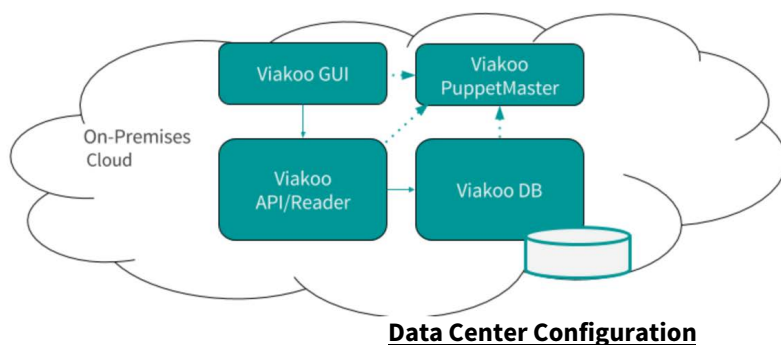 Viakoo GUI
Viakoo
PuppetMaster
On-Premises
Cloud
Viakoo
API/Reader
Viakoo DB
Data Center Configuration